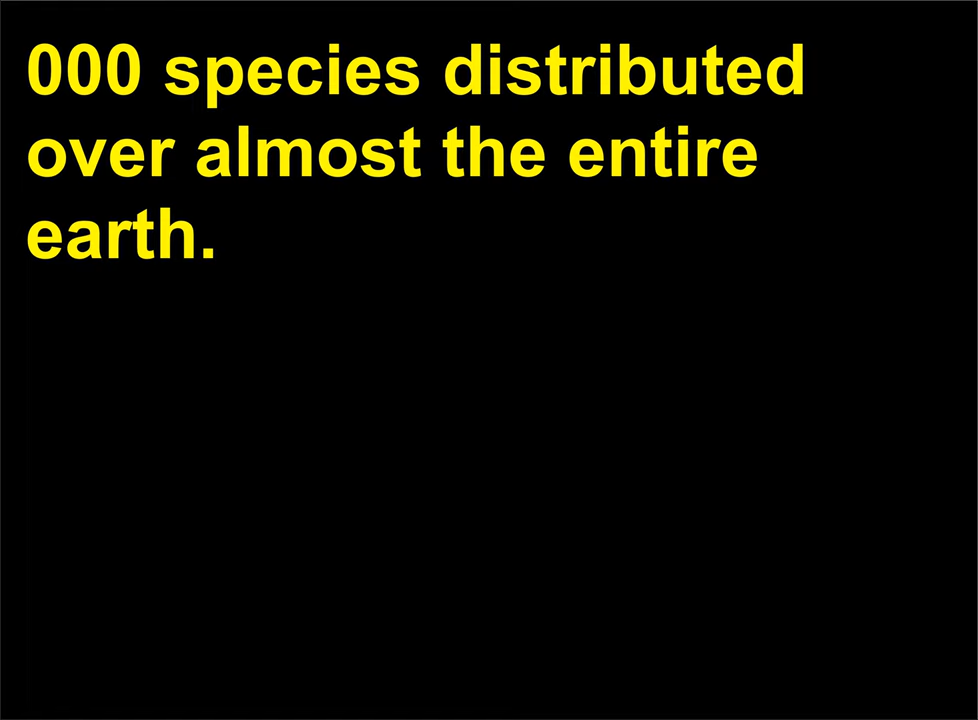 000 species distributed
over almost the entire
earth.